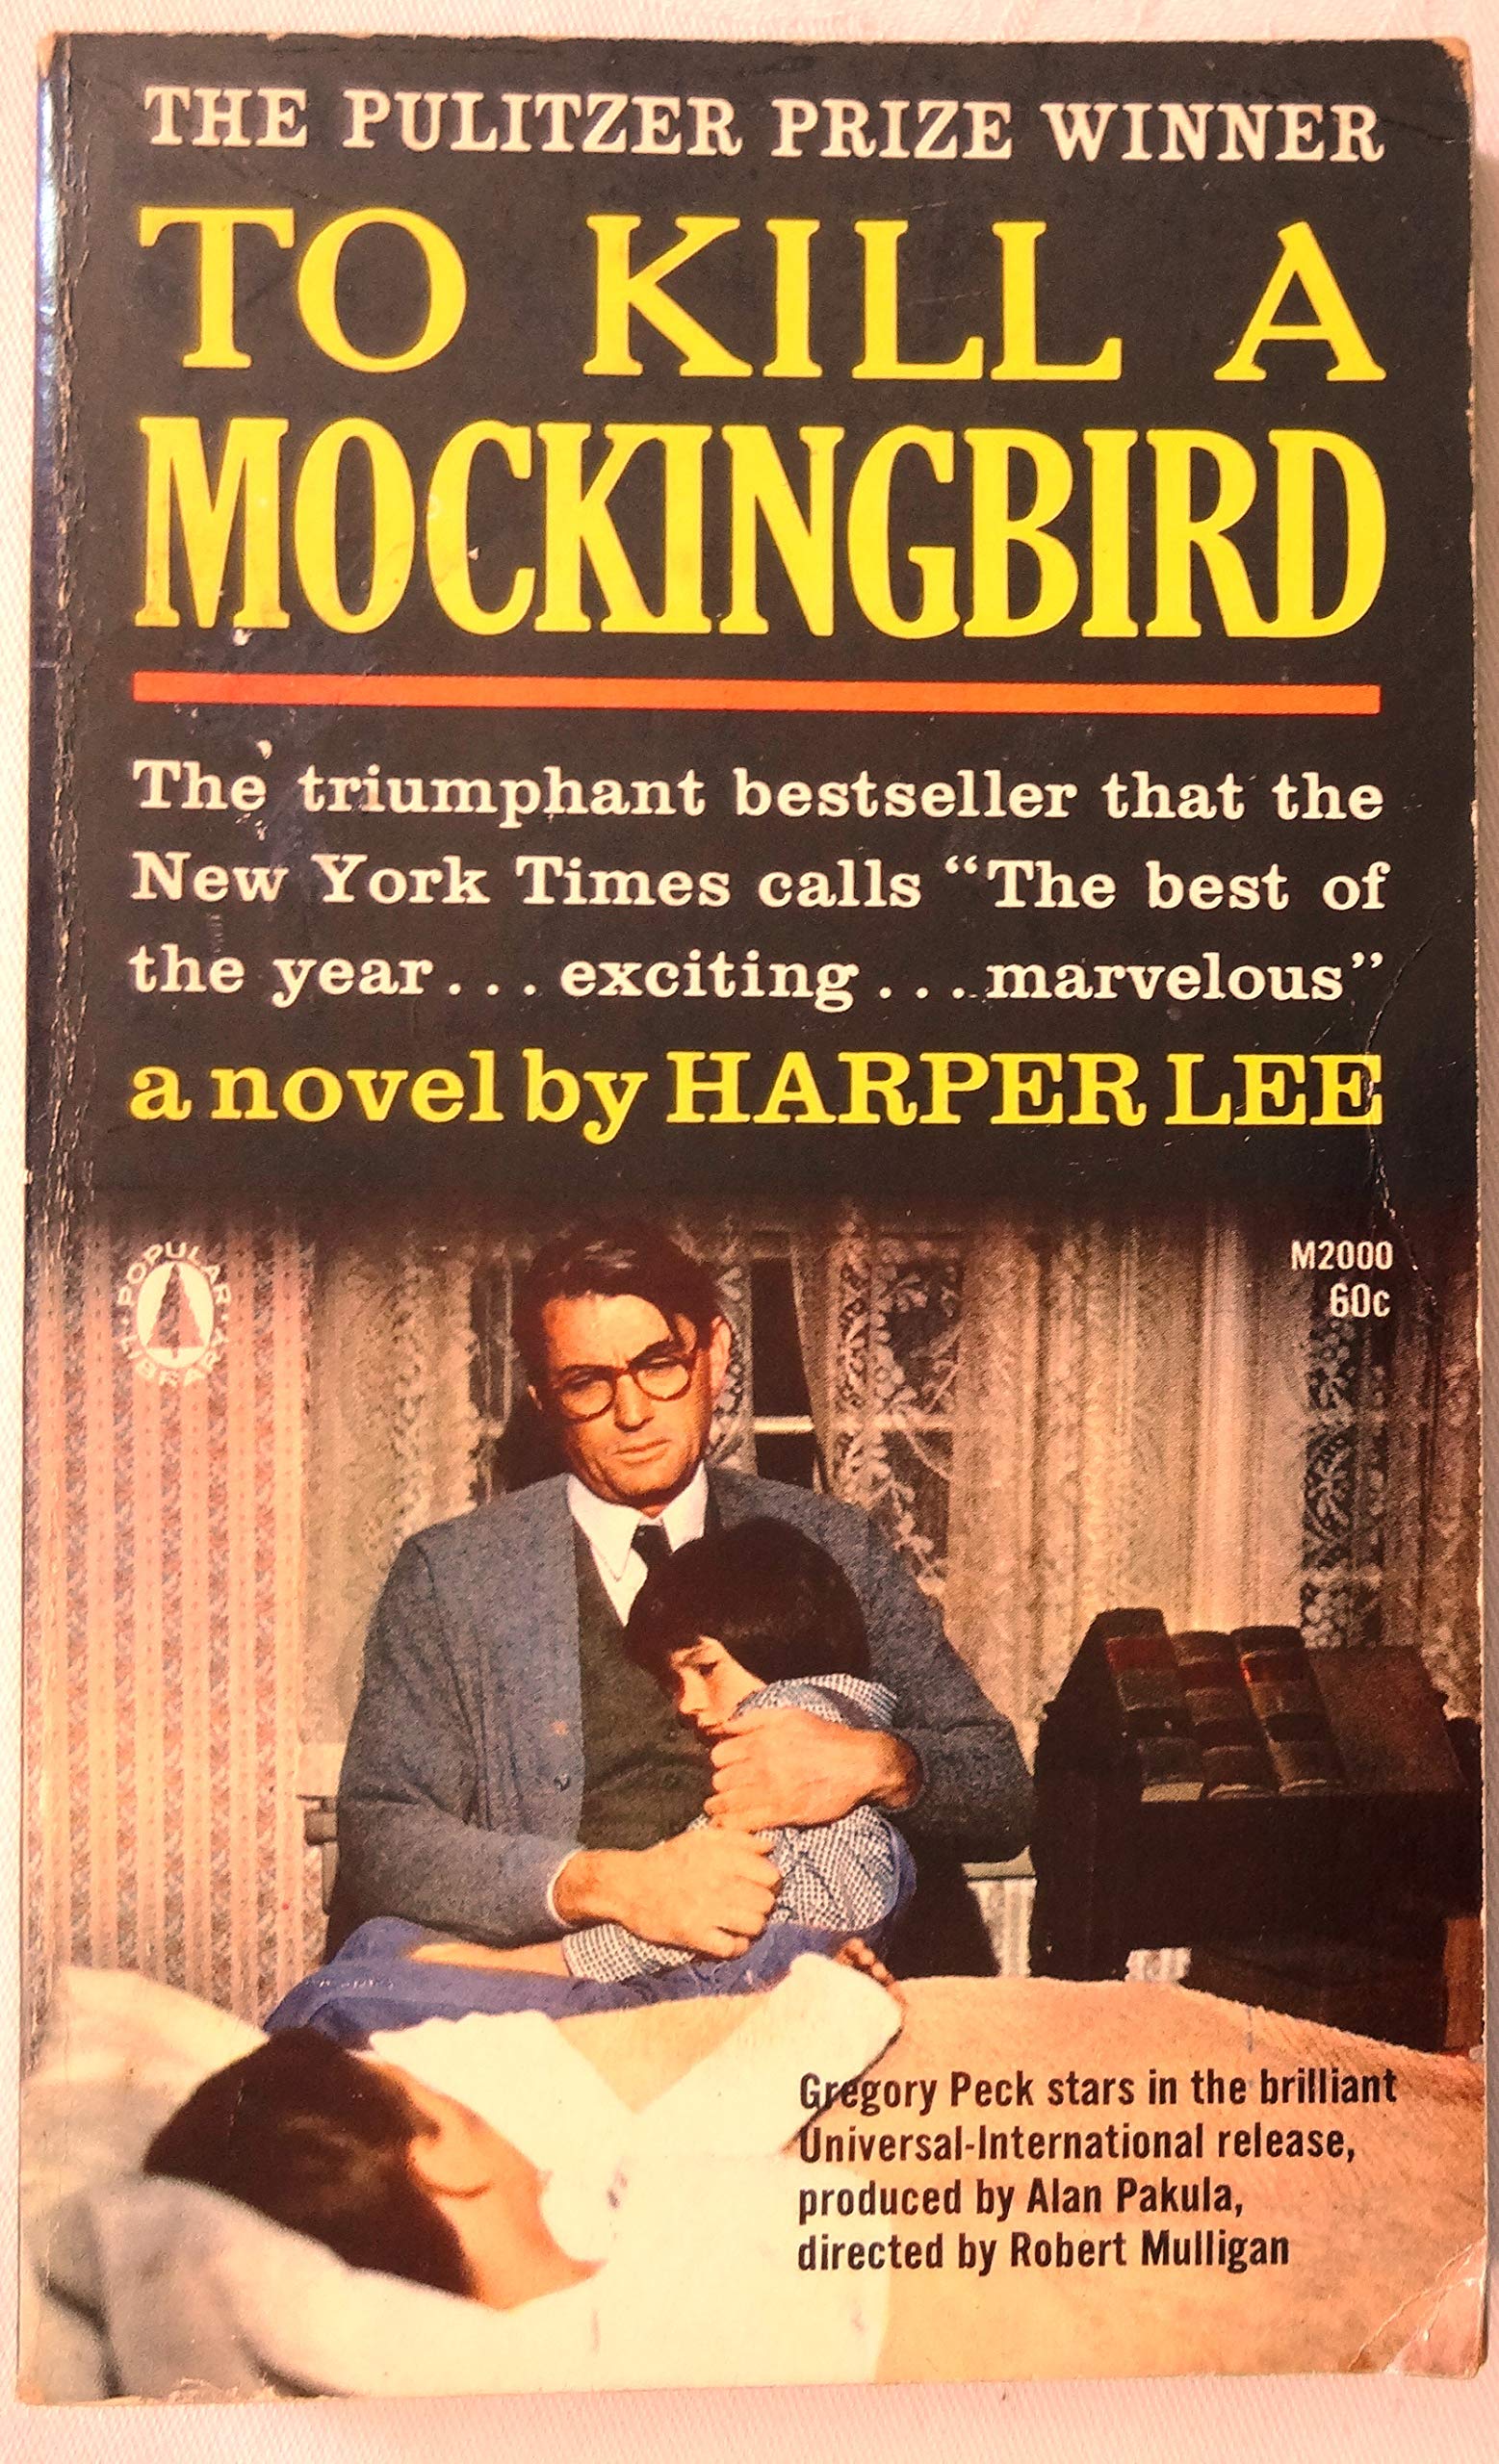 THE PULITZER PRIZE WINNER
TO KILL A
MOCKINGBIRD
The triumphant bestseller that the
New York Times calls “The best of
the year... exciting...marvelous”
a novel by HARPER LEE
POPULAR
LIBRARY
M2000
60c
Gregory Peck stars in the brilliant
Universal-International release,
produced by Alan Pakula,
directed by Robert Mulligan